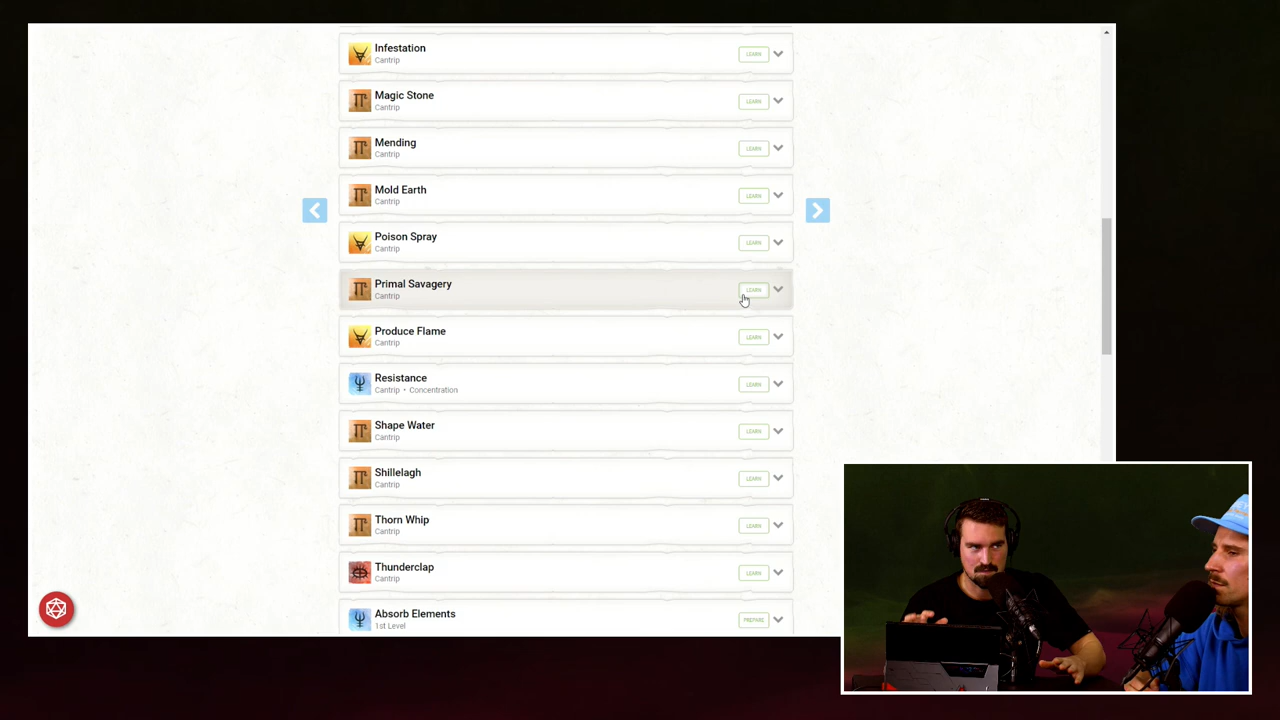 Infestation
Cantrip
LEARN
Magic Stone
Cantrip
LEARN
Mending
Cantrip
LEARN
Mold Earth
Cantrip
LEARN
Poison Spray
Cantrip
LEARN
Primal Savagery
Cantrip
LEARN
Produce Flame
Cantrip
LEARN
Resistance
Cantrip • Concentration
LEARN
Shape Water
Cantrip
LEARN
Shillelagh
Cantrip
LEARN
Thorn Whip
Cantrip
LEARN
Thunderclap
Cantrip
LEARN
Absorb Elements
1st Level
PREPARE